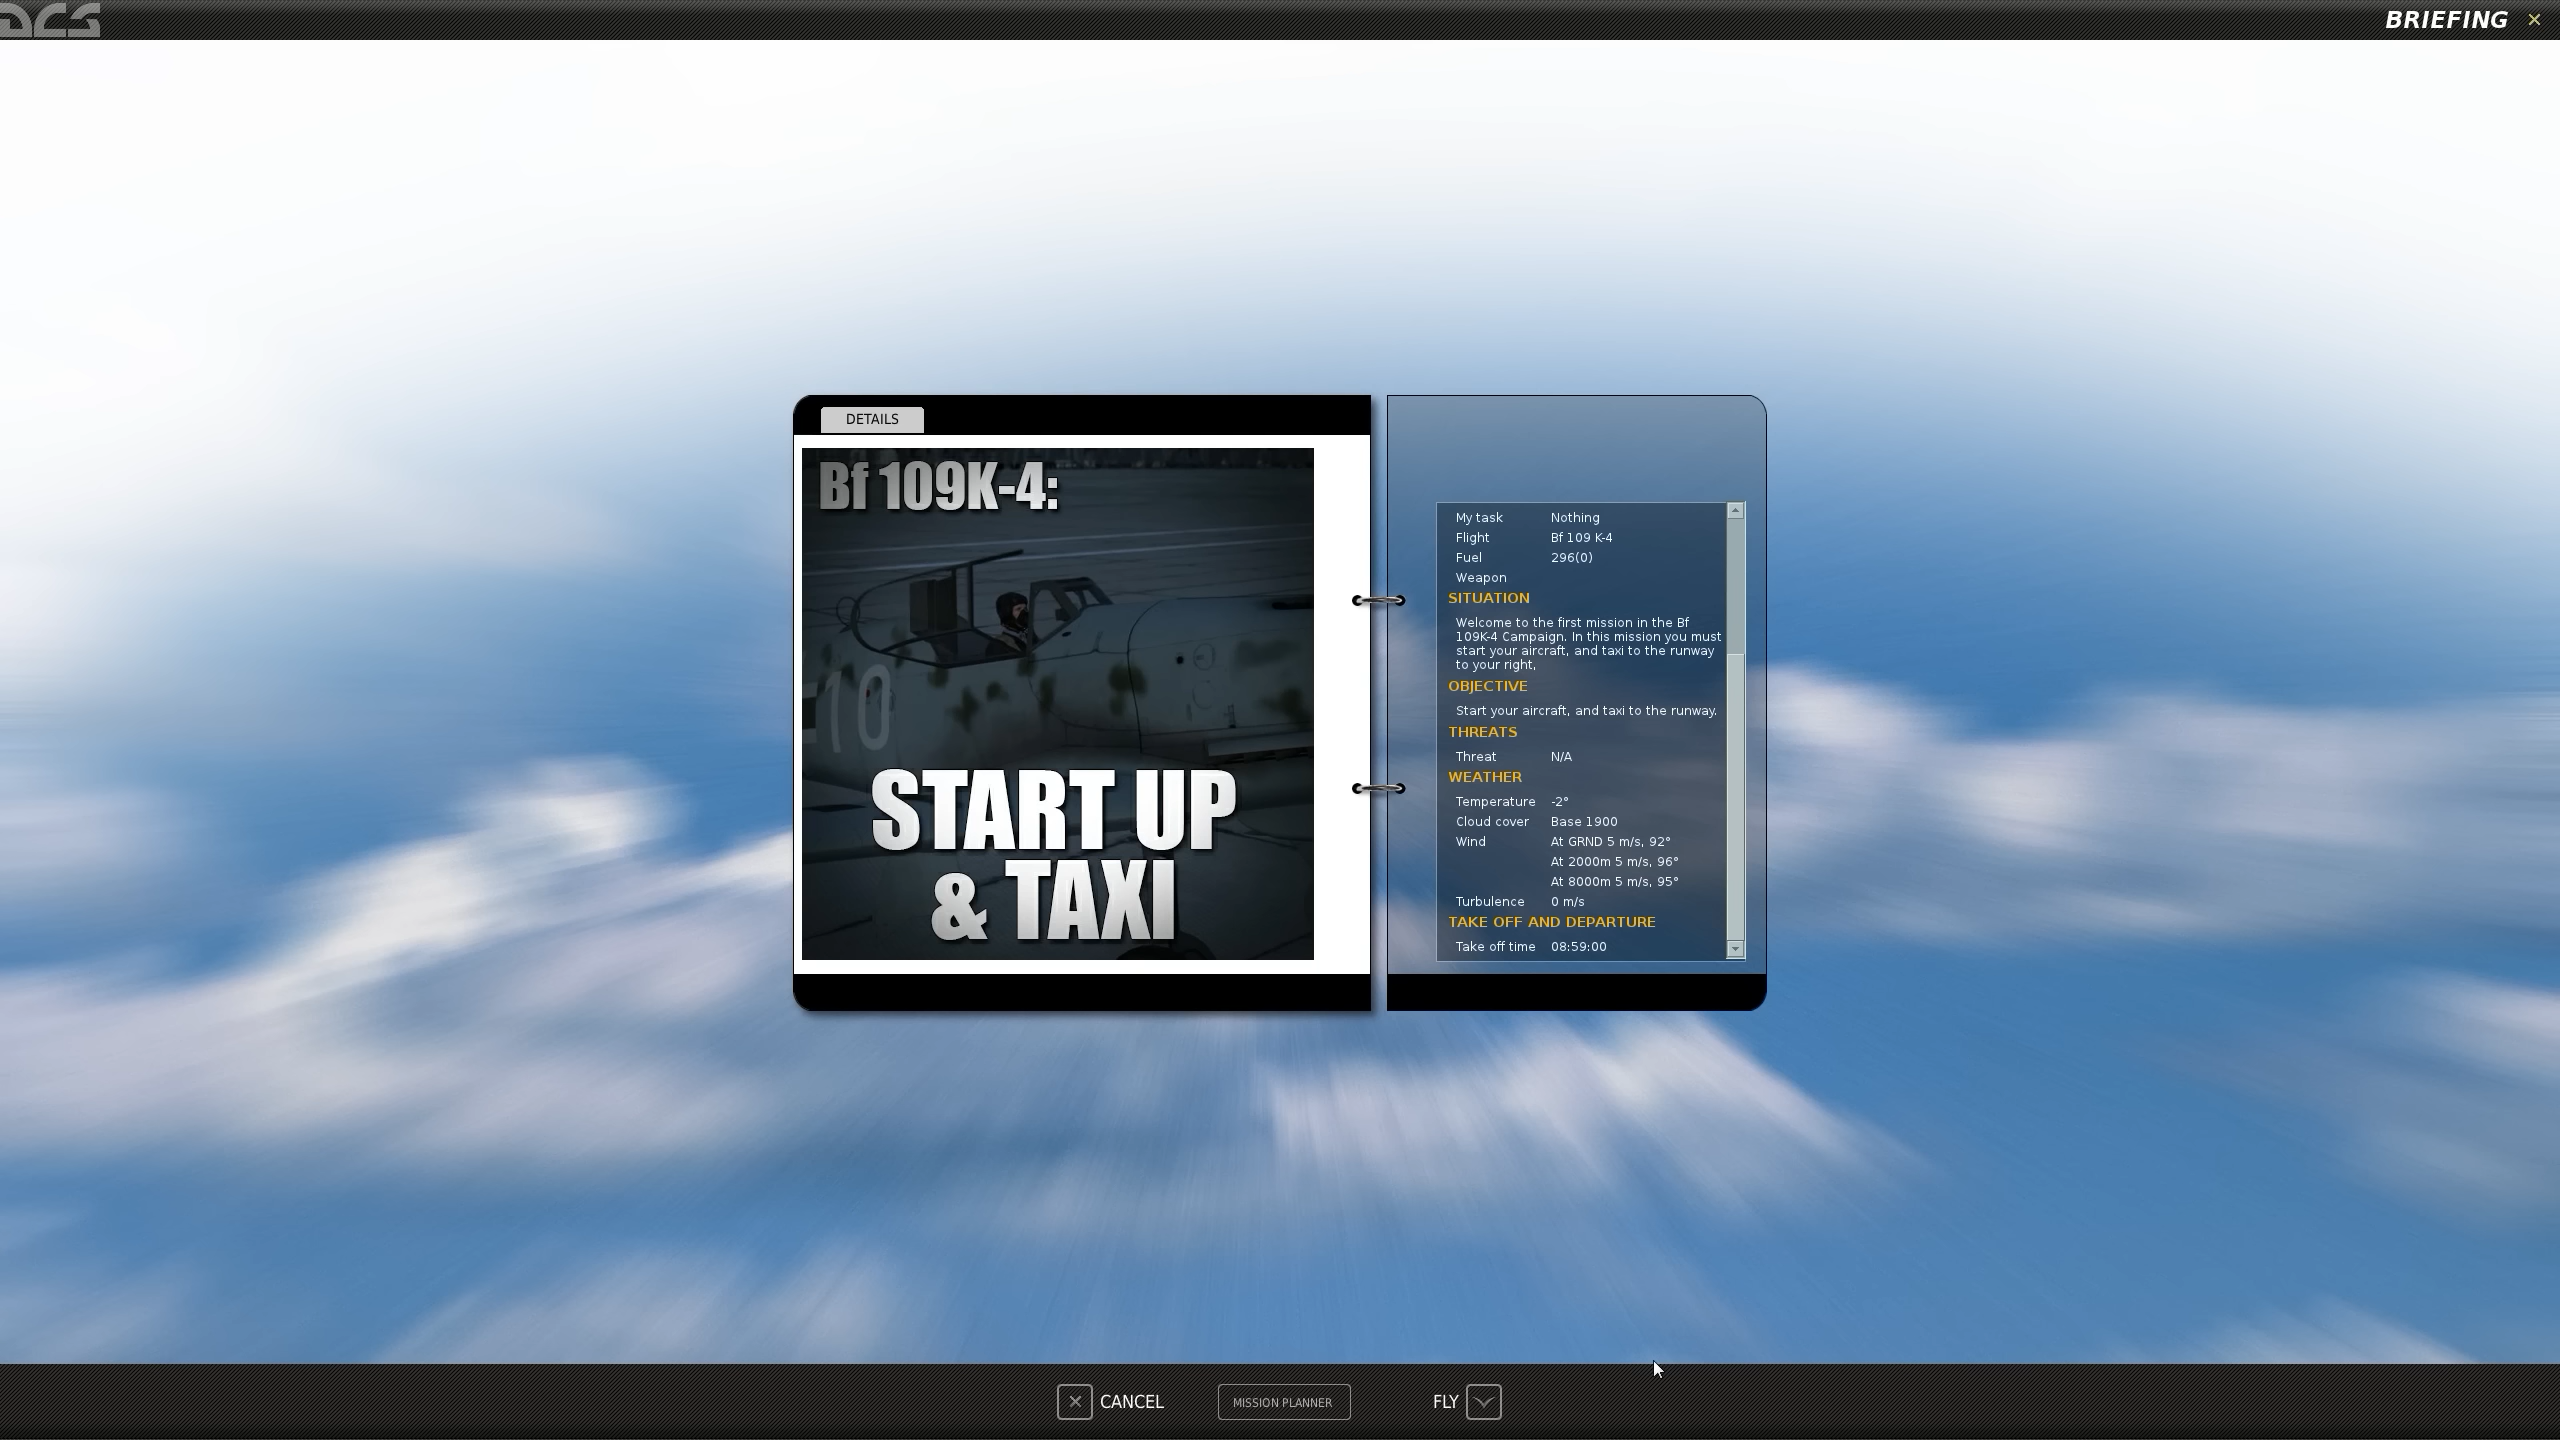 DCS
BRIEFING
DETAILS
Bf 109K-4:
10
START UP
& TAXI
My task Nothing
Flight Bf 109 K-4
Fuel 296(0)
Weapon
SITUATION
Welcome to the first mission in the Bf
109K-4 Campaign. In this mission you must
start your aircraft, and taxi to the runway
to your right,
OBJECTIVE
Start your aircraft, and taxi to the runway.
THREATS
Threat N/A
WEATHER
Temperature -2°
Cloud cover Base 1900
Wind At GRND 5 m/s, 92°
At 2000m 5 m/s, 96°
At 8000m 5 m/s, 95°
Turbulence 0 m/s
TAKE OFF AND DEPARTURE
Take off time 08:59:00
CANCEL
MISSION PLANNER
FLY